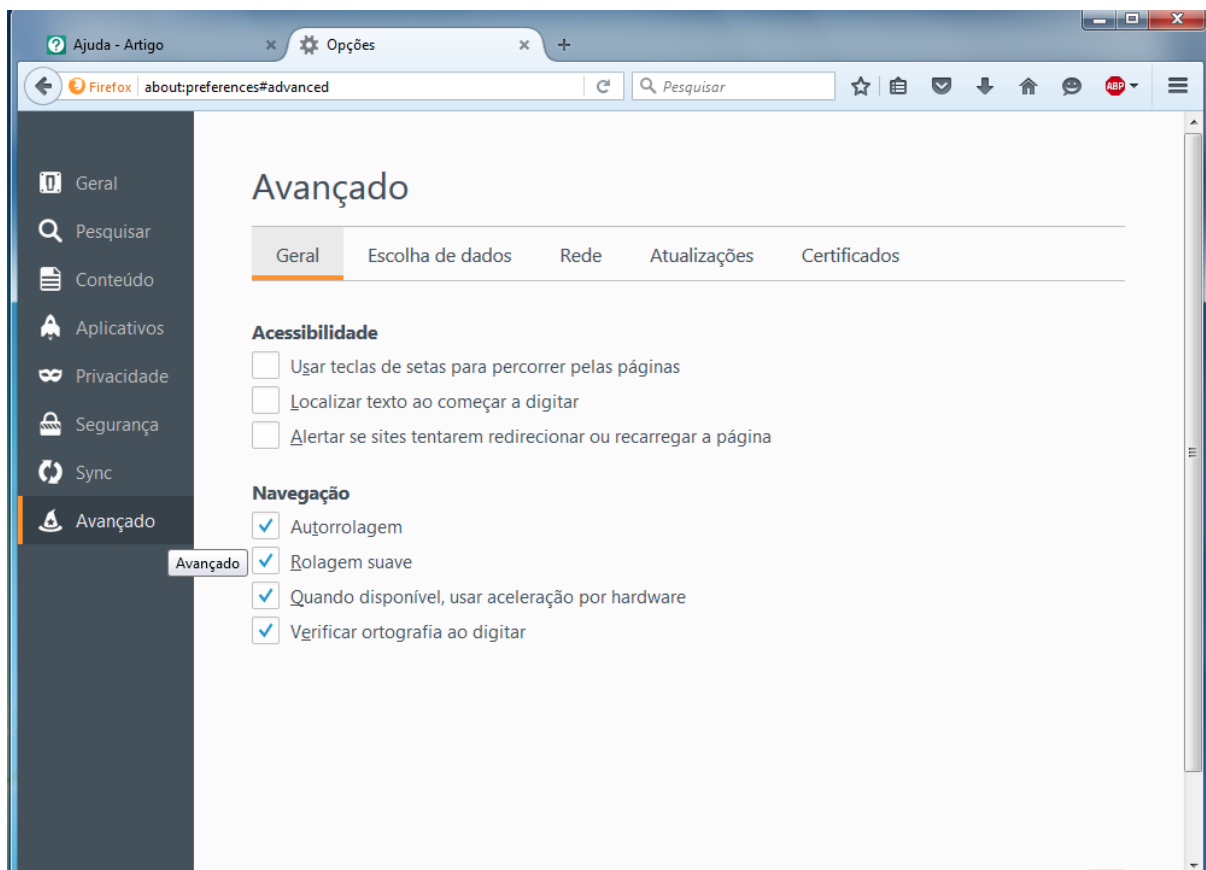 Ajuda - Artigo
Opções
Firefox about:preferences#advanced
Pesquisar
ABP
Geral
Pesquisar
Conteúdo
Aplicativos
Privacidade
Segurança
Sync
Avançado
Avançado
Avançado
Geral Escolha de dados Rede Atualizações Certificados
Acessibilidade
Usar teclas de setas para percorrer pelas páginas
Localizar texto ao começar a digitar
Alertar se sites tentarem redirecionar ou recarregar a página
Navegação
Autorrolagem
Rolagem suave
Quando disponível, usar aceleração por hardware
Verificar ortografia ao digitar